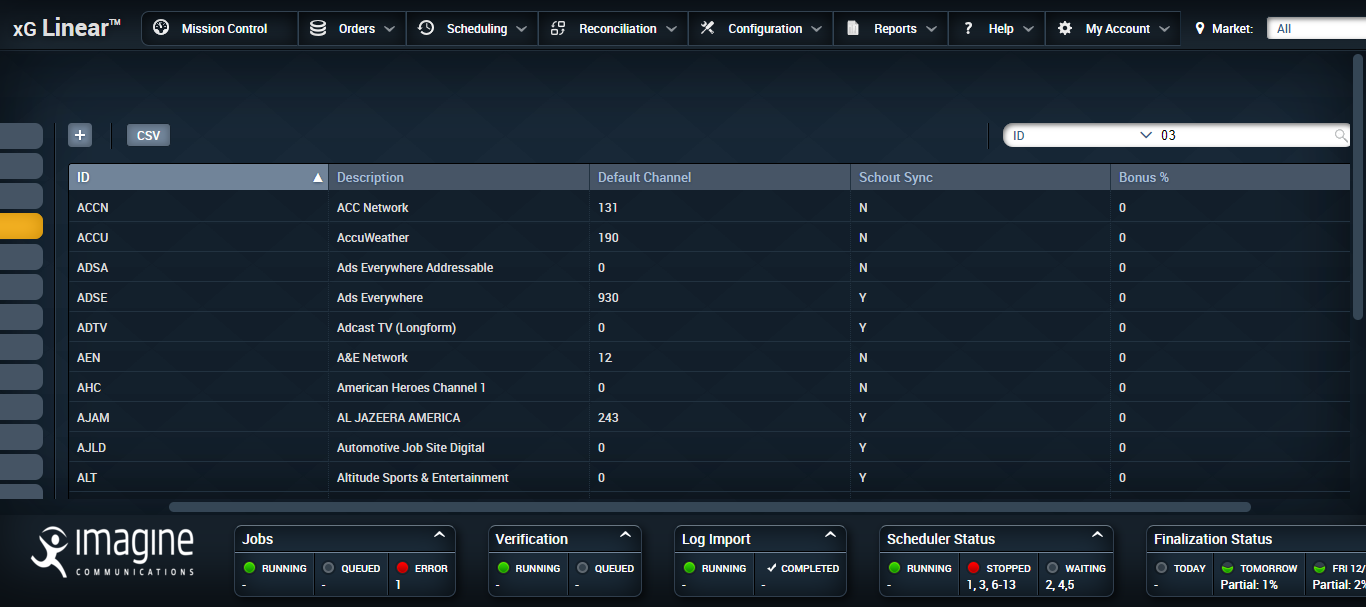 xG Linear™ Mission Control Orders Scheduling Reconciliation Configuration Reports ? Help My Account Market: All
+ CSV ID 03
ID Description Default Channel Schout Sync Bonus %
ACCN ACC Network 131 N 0
ACCU AccuWeather 190 N 0
ADSA Ads Everywhere Addressable 0 N 0
ADSE Ads Everywhere 930 Y 0
ADTV Adcast TV (Longform) 0 Y 0
AEN A&E Network 12 N 0
AHC American Heroes Channel 1 0 N 0
AJAM AL JAZEERA AMERICA 243 Y 0
AJLD Automotive Job Site Digital 0 Y 0
ALT Altitude Sports & Entertainment 0 Y 0
imagine COMMUNICATIONS
Jobs
RUNNING QUEUED ERROR
- - 1
Verification
RUNNING QUEUED
- -
Log Import
RUNNING COMPLETED
- -
Scheduler Status
RUNNING STOPPED WAITING
- 1, 3, 6-13 2, 4,5
Finalization Status
TODAY TOMORROW FRI 12/
- Partial: 1% Partial: 2%